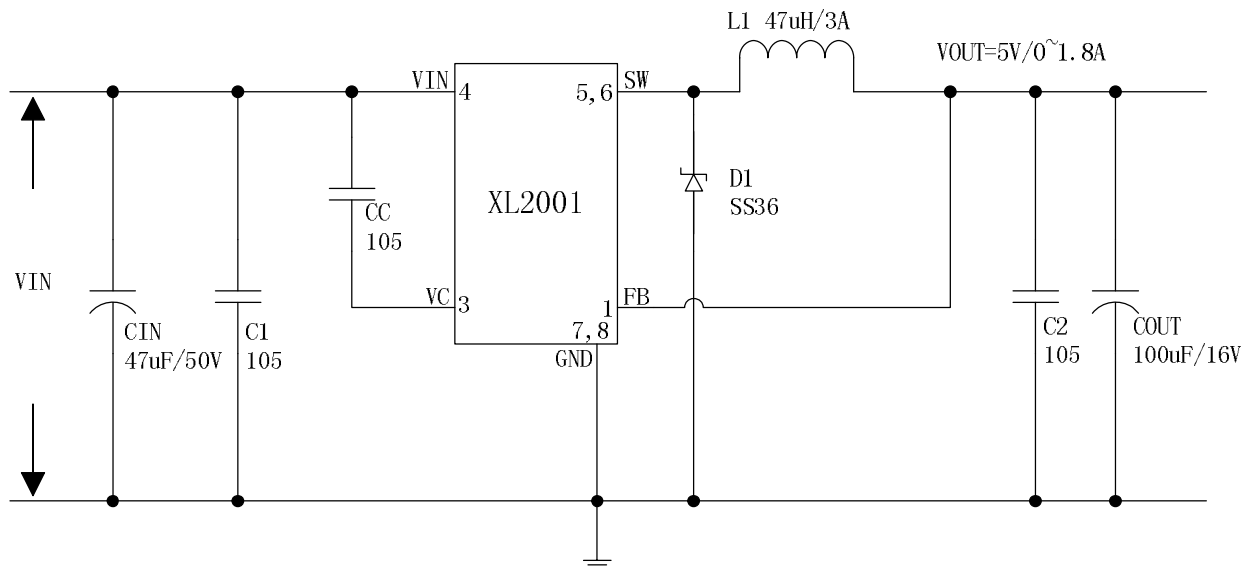 L1 47uH/3A
VOUT=5V/0~1.8A
VIN
4
5,6
SW
XL2001
D1
SS36
CC
105
VIN
VC
3
1
FB
7,8
GND
CIN
47uF/50V
C1
105
C2
105
COUT
100uF/16V